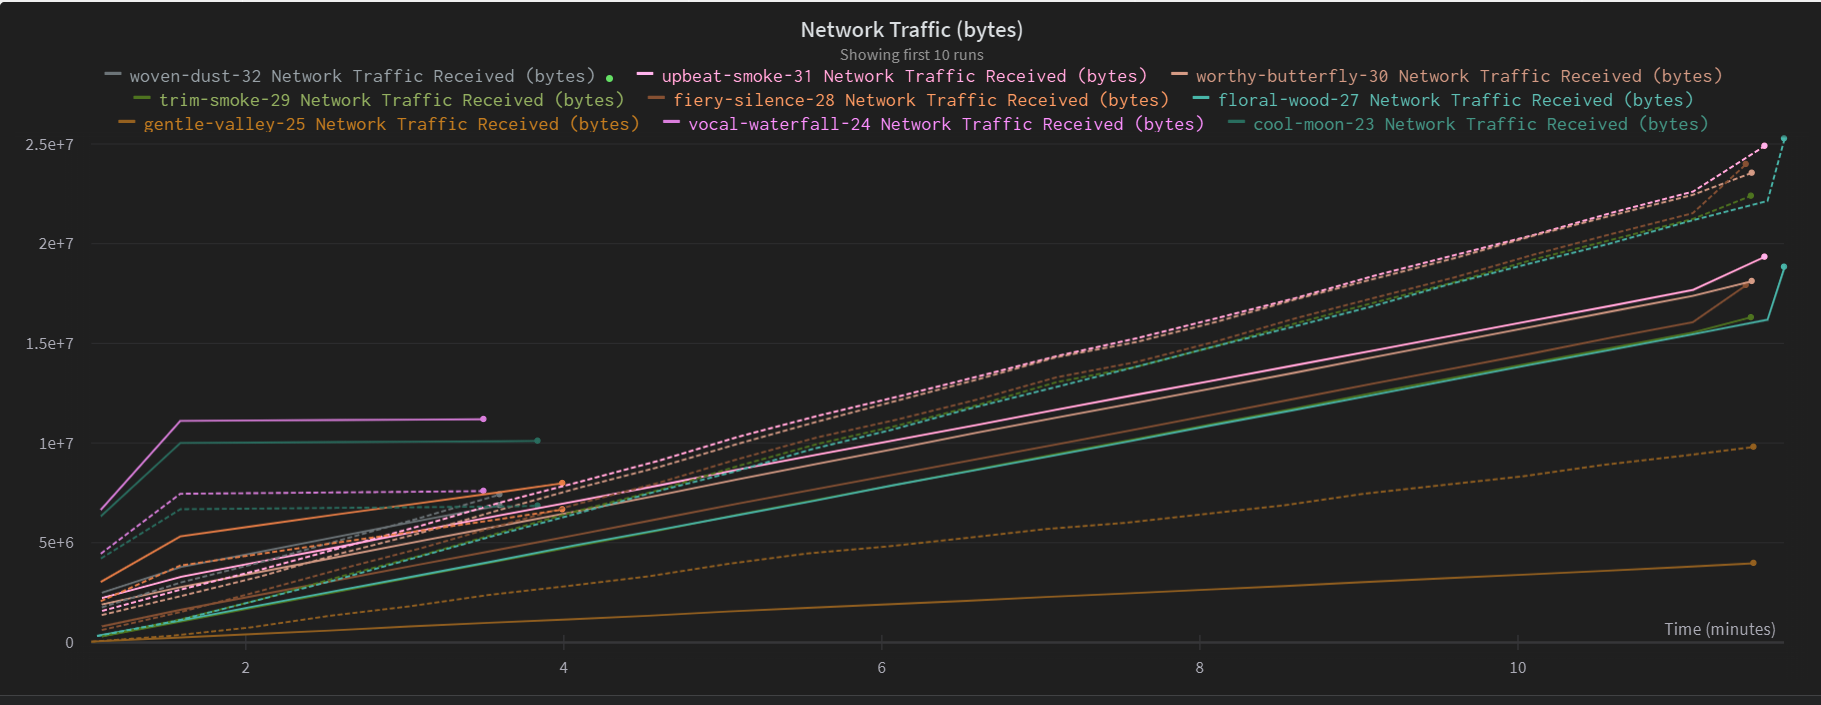 Network Traffic (bytes)
Showing first 10 runs
woven-dust-32 Network Traffic Received (bytes) upbeat-smoke-31 Network Traffic Received (bytes) worthy-butterfly-30 Network Traffic Received (bytes)
trim-smoke-29 Network Traffic Received (bytes) fiery-silence-28 Network Traffic Received (bytes) floral-wood-27 Network Traffic Received (bytes)
gentle-valley-25 Network Traffic Received (bytes) vocal-waterfall-24 Network Traffic Received (bytes) cool-moon-23 Network Traffic Received (bytes)
2.5e+7
2e+7
1.5e+7
1e+7
5e+6
Time (minutes)
0
2 4 6 8 10